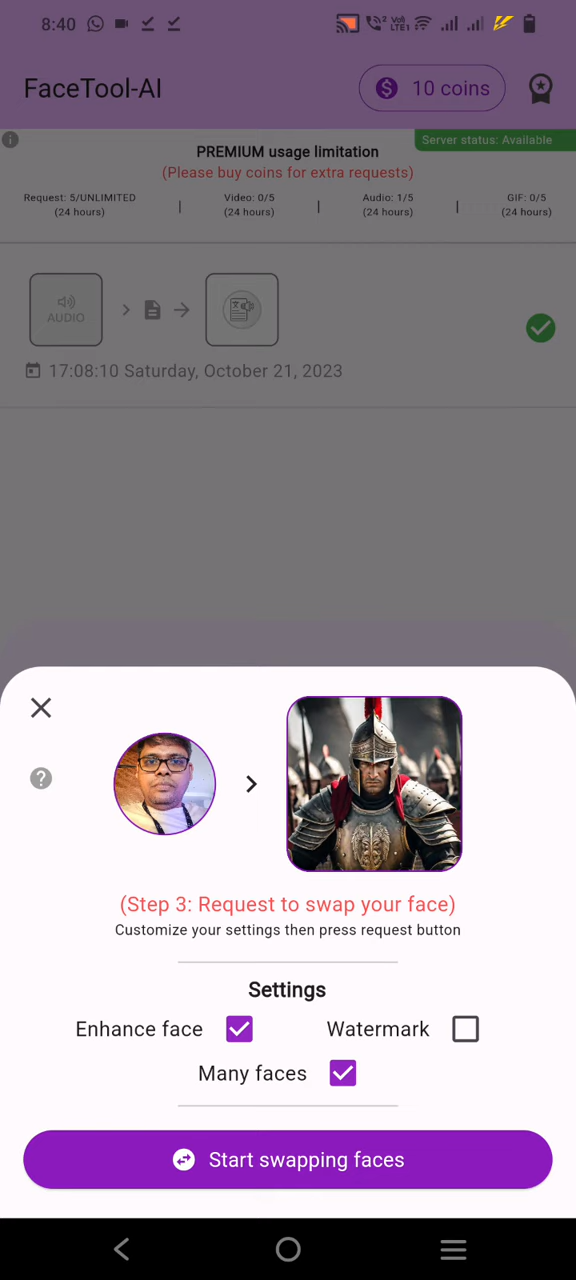 8:40
Vo)
LTE1
FaceTool-AI
10 coins
Server status: Available
PREMIUM usage limitation
(Please buy coins for extra requests)
Request: 5/UNLIMITED
(24 hours)
|
Video: 0/5
(24 hours)
|
Audio: 1/5
(24 hours)
|
GIF: 0/5
(24 hours)
AUDIO
17:08:10 Saturday, October 21, 2023
(Step 3: Request to swap your face)
Customize your settings then press request button
Settings
Enhance face
Watermark
Many faces
Start swapping faces